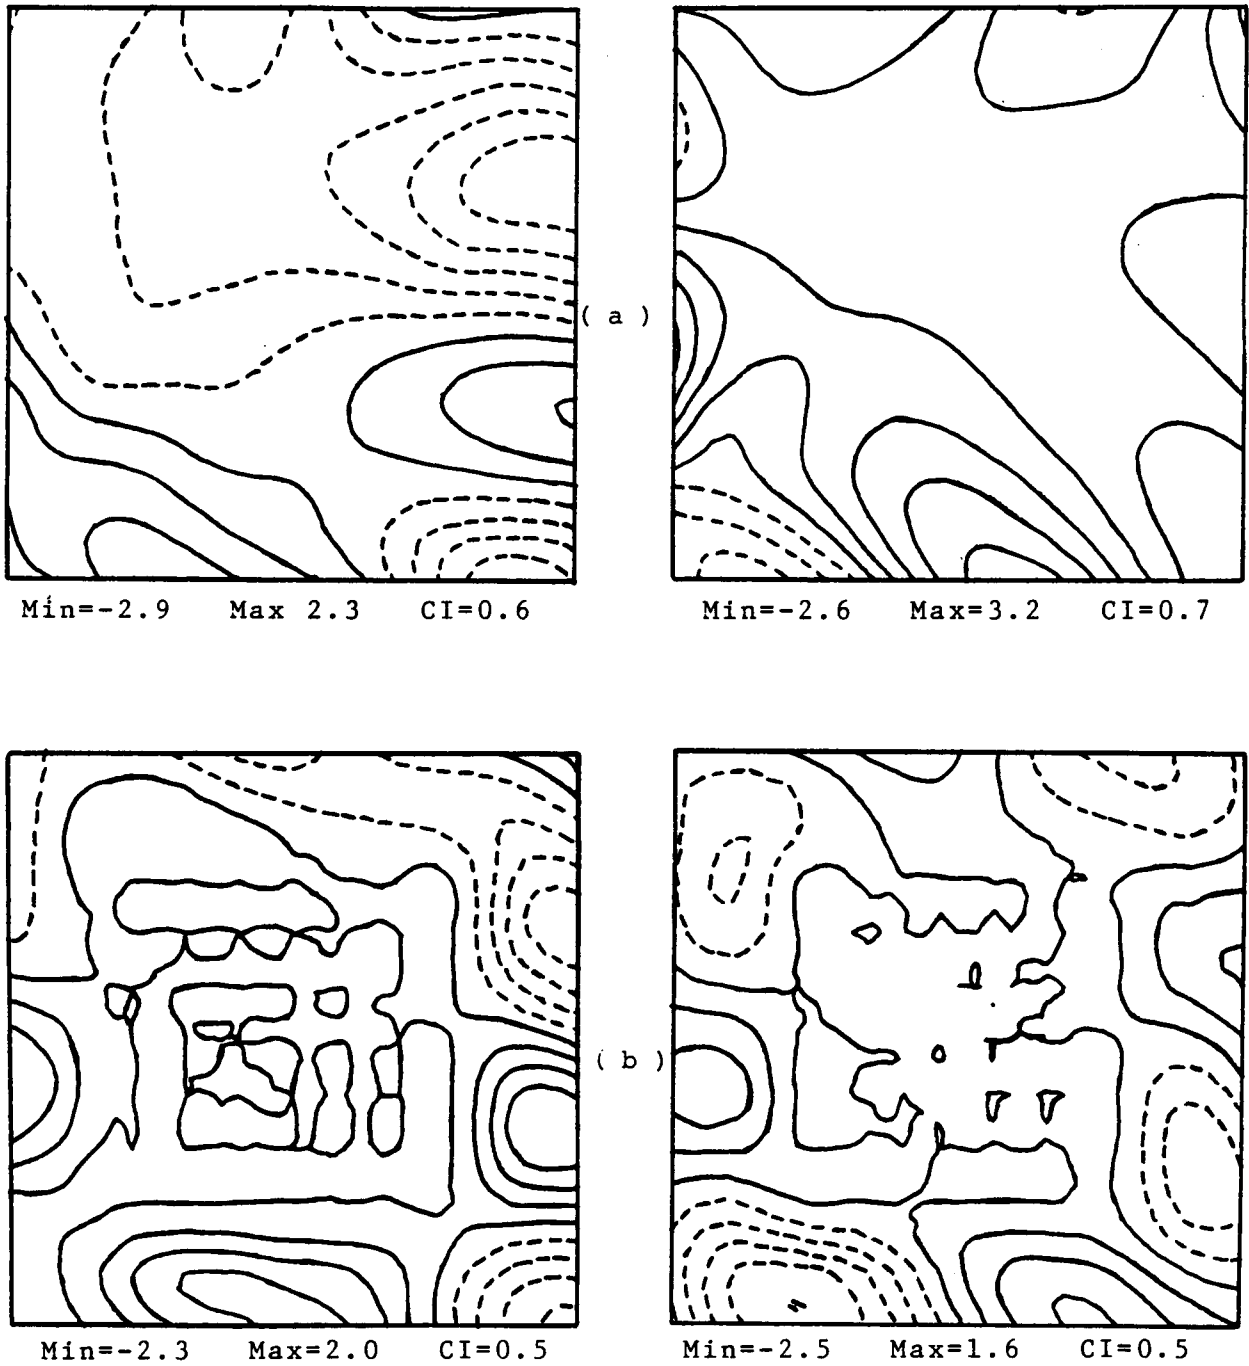 ( a )
Min=-2.9 Max 2.3 CI=0.6
Min=-2.6 Max=3.2 CI=0.7
( b )
Min=-2.3 Max=2.0 CI=0.5
Min=-2.5 Max=1.6 CI=0.5